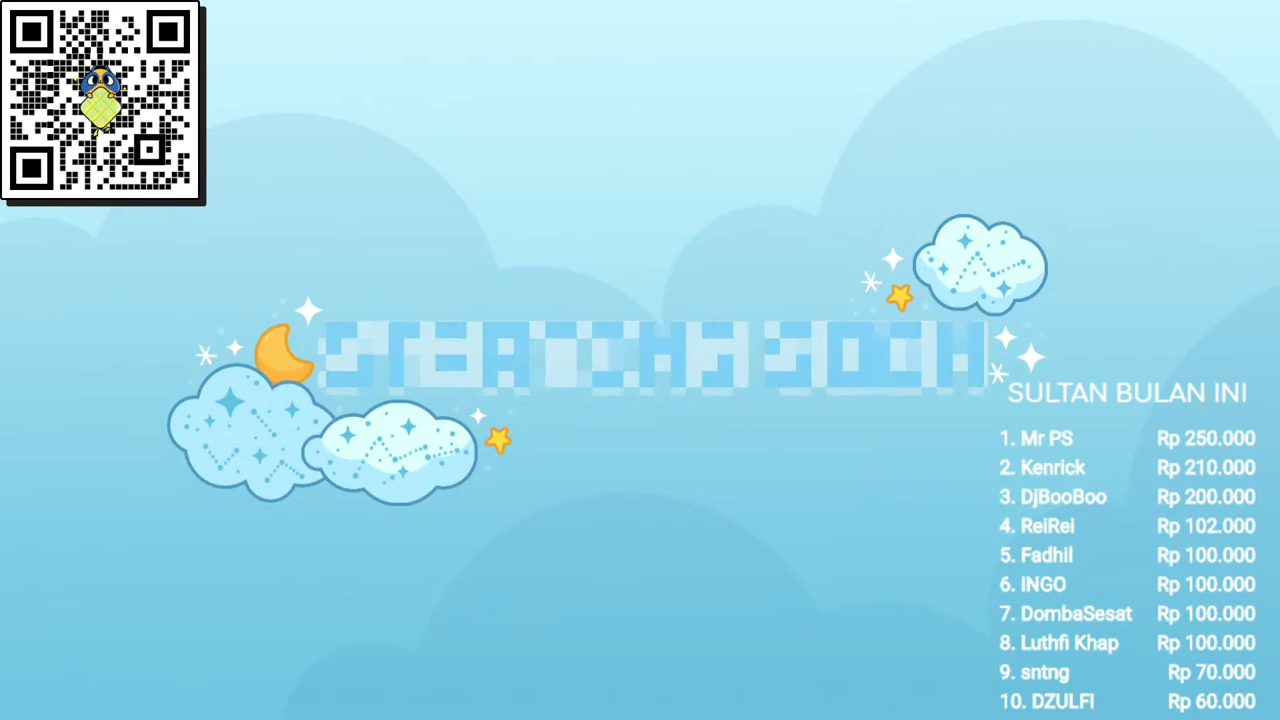 SULTAN BULAN INI
1. Mr PS Rp 250.000
2. Kenrick Rp 210.000
3. DjBooBoo Rp 200.000
4. ReiRei Rp 102.000
5. Fadhil Rp 100.000
6. INGO Rp 100.000
7. DombaSesat Rp 100.000
8. Luthfi Khap Rp 100.000
9. sntng Rp 70.000
10. DZULFI Rp 60.000